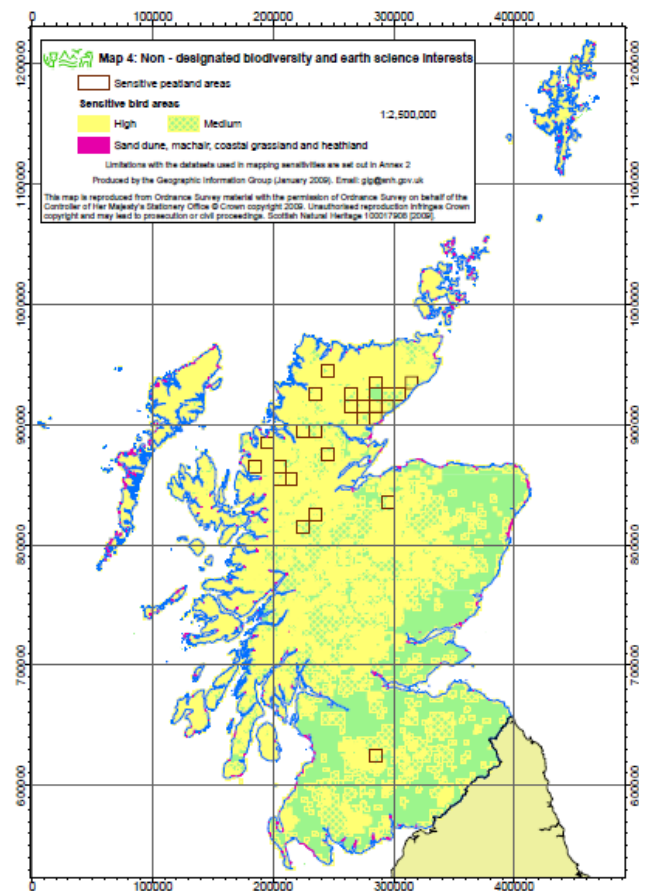 0 100000 200000 300000 400000
Map 4: Non - designated biodiversity and earth science interests
Sensitive peatland areas
Sensitive bird areas
1:2,500,000
High Medium
Sand dune, machair, coastal grassland and heathland
Limitations with the datasets used in mapping sensitivities are set out in Annex 2
Produced by the Geographic Information Group (January 2009). Email: gig@snh.gov.uk
This map is reproduced from Ordnance Survey material with the permission of Ordnance Survey on behalf of the
Controller of Her Majesty's Stationery Office © Crown copyright 2009. Unauthorised reproduction infringes Crown
copyright and may lead to prosecution or civil proceedings. Scottish Natural Heritage 100017908 [2009].
1200000
1100000
1000000
900000
800000
700000
600000
0 100000 200000 300000 400000